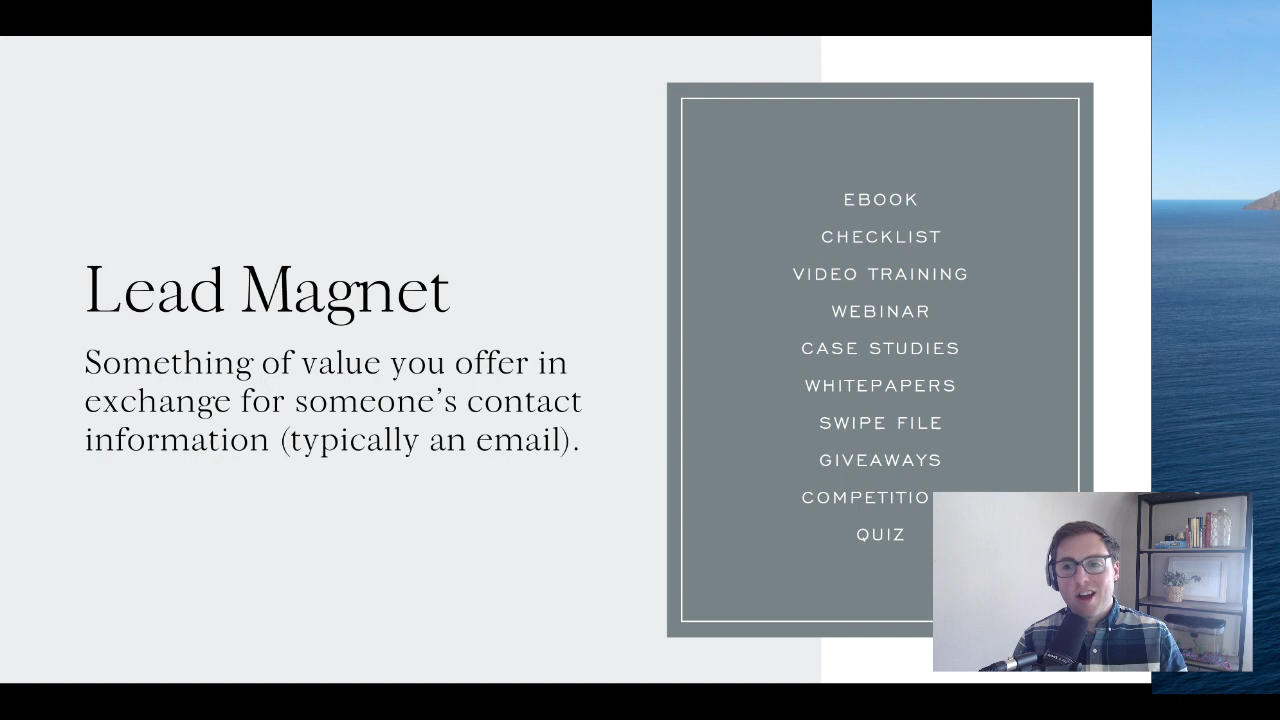 Lead Magnet
Something of value you offer in
exchange for someone's contact
information (typically an email).
EBOOK
CHECKLIST
VIDEO TRAINING
WEBINAR
CASE STUDIES
WHITEPAPERS
SWIPE FILE
GIVEAWAYS
COMPETITIO
QUIZ